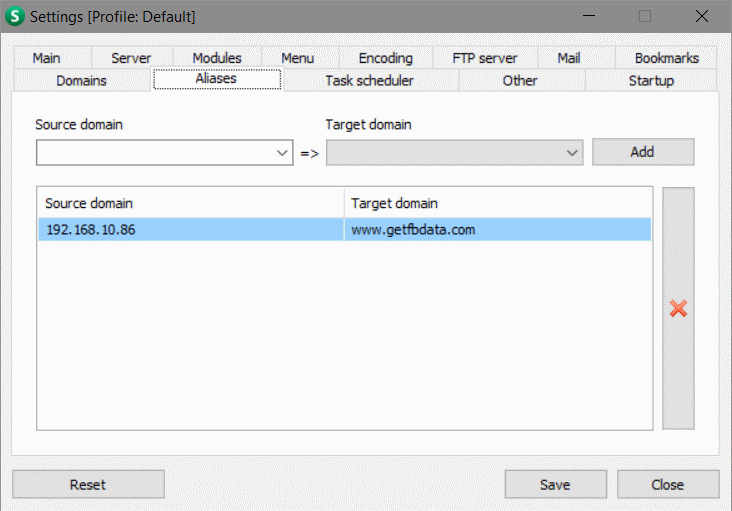 S Settings [Profile: Default]
Main Server Modules Menu Encoding FTP server Mail Bookmarks
Domains Aliases Task scheduler Other Startup
Source domain Target domain
=> Add
Source domain Target domain
192.168.10.86 www.getfbdata.com
Reset Save Close